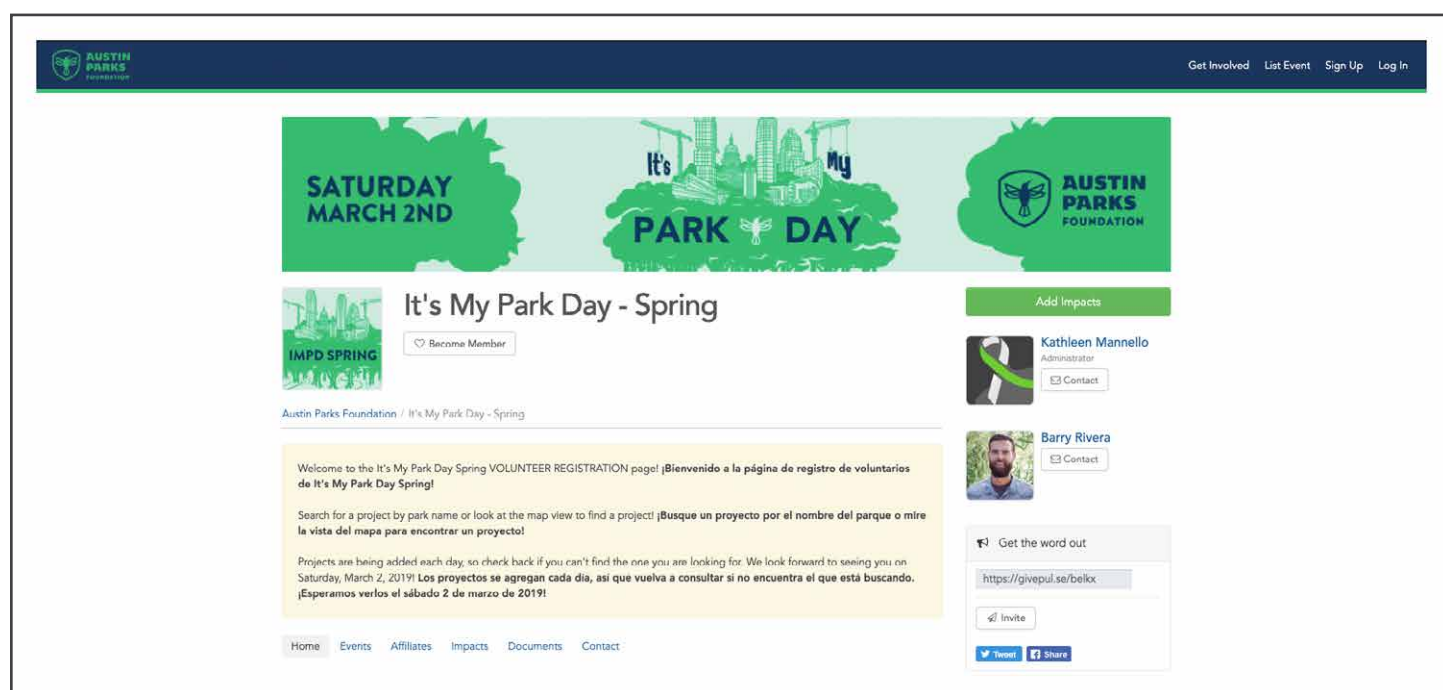 AUSTIN
PARKS
FOUNDATION
Get Involved List Event Sign Up Log In
SATURDAY
MARCH 2ND
It's My
PARK DAY
AUSTIN
PARKS
FOUNDATION
IMPD SPRING
It's My Park Day - Spring
Become Member
Add Impacts
Kathleen Mannello
Administrator
Contact
Austin Parks Foundation / It's My Park Day - Spring
Barry Rivera
Contact
Welcome to the It's My Park Day Spring VOLUNTEER REGISTRATION page! ¡Bienvenido a la página de registro de voluntarios
de It's My Park Day Spring!
Search for a project by park name or look at the map view to find a project! ¡Busque un proyecto por el nombre del parque o mire
la vista del mapa para encontrar un proyecto!
Projects are being added each day, so check back if you can't find the one you are looking for. We look forward to seeing you on
Saturday, March 2, 2019! Los proyectos se agregan cada día, así que vuelva a consultar si no encuentra el que está buscando.
¡Esperamos verlos el sábado 2 de marzo de 2019!
Get the word out
https://givepul.se/belkx
Invite
Tweet Share
Home Events Affiliates Impacts Documents Contact